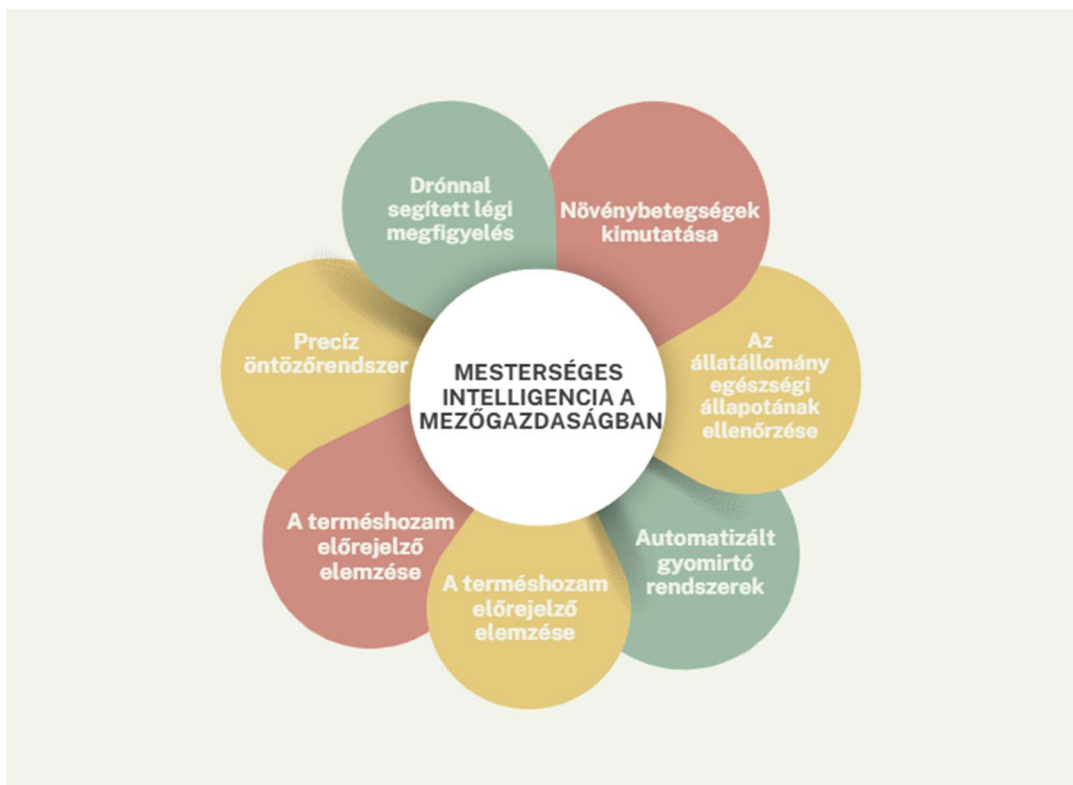 Drónnal
segített légi
megfigyelés
Növénybetegségek
kimutatása
Precíz
öntözőrendszer
MESTERSÉGES
INTELLIGENCIA A
MEZŐGAZDASÁGBAN
Az
állatállomány
egészségi
állapotának
ellenőrzése
A terméshozam
előrejelző
elemzése
A terméshozam
előrejelző
elemzése
Automatizált
gyomirtó
rendszerek